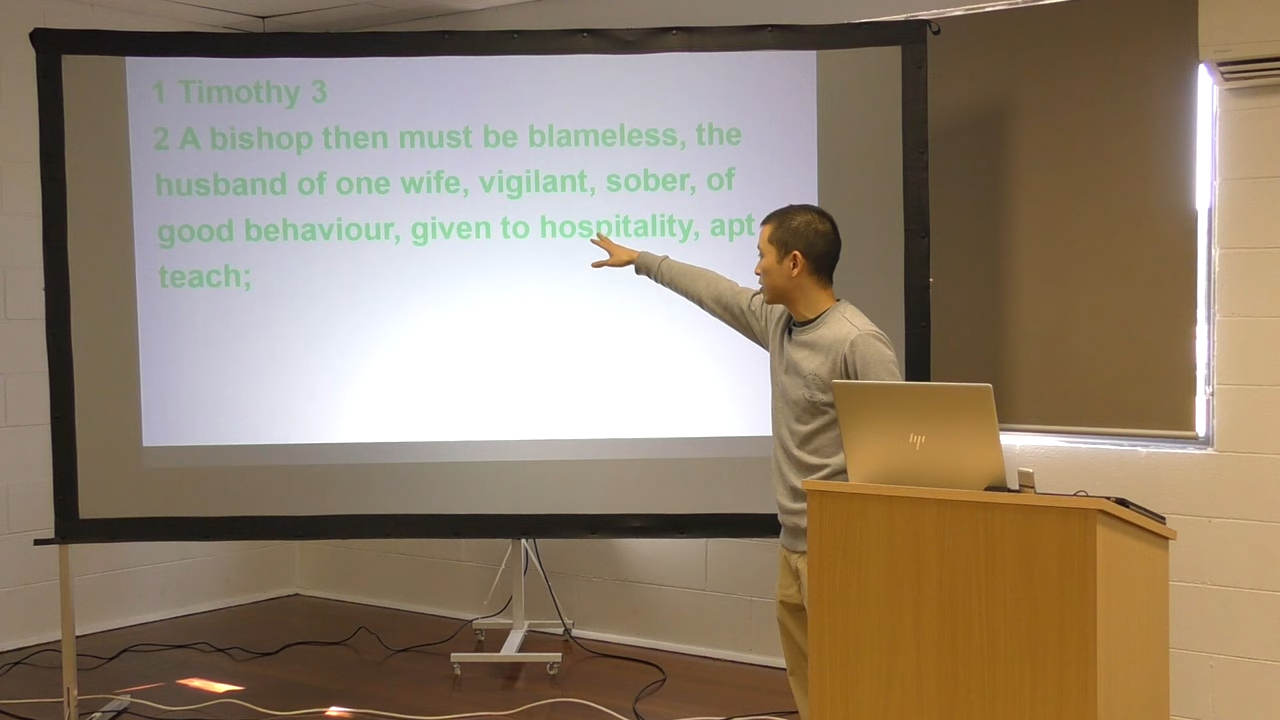 1 Timothy 3
2 A bishop then must be blameless, the
husband of one wife, vigilant, sober, of
good behaviour, given to hospitality, apt
teach;
hp